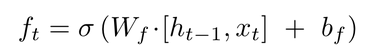 f_t = σ (W_f·[h_{t−1}, x_t] + b_f)